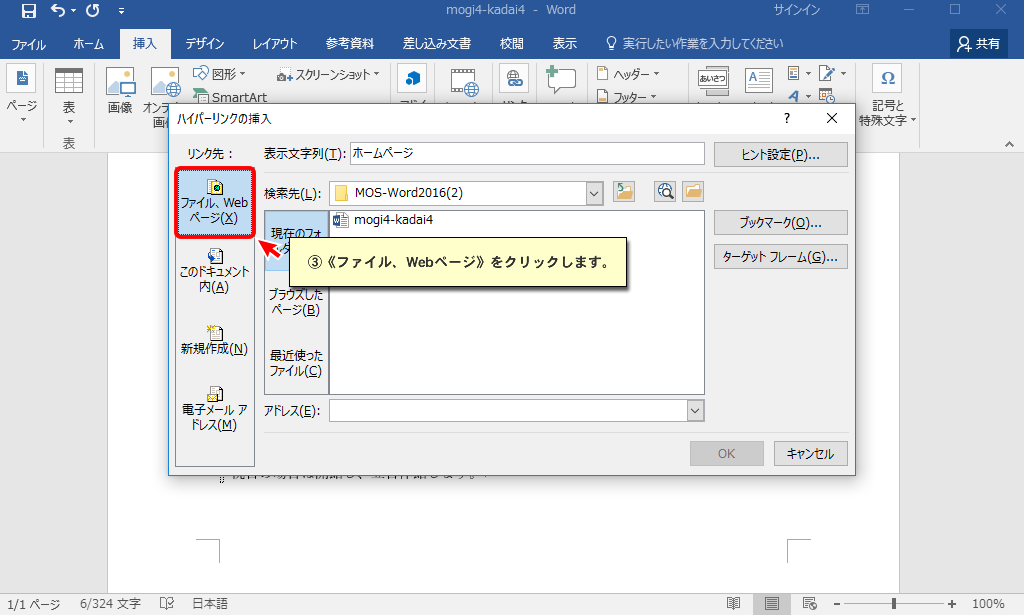 mogi4-kadai4 - Word
サインイン
ファイル
ホーム
挿入
デザイン
レイアウト
参考資料
差し込み文書
校閲
表示
実行したい作業を入力してください
共有
ページ
表
画像
図形
SmartArt
スクリーンショット
ヘッダー
フッター
あいさつ
記号と
特殊文字
表
ハイパーリンクの挿入
?
リンク先：
表示文字列(T):
ホームページ
ヒント設定(P)...
ファイル、Web
ページ(X)
検索先(L):
MOS-Word2016(2)
現在のフォ
mogi4-kadai4
ブックマーク(O)...
ターゲット フレーム(G)...
③《ファイル、Webページ》をクリックします。
このドキュメント
内(A)
ブラウズした
ページ(B)
新規作成(N)
最近使った
ファイル(C)
電子メール ア
ドレス(M)
アドレス(E):
OK
キャンセル
1/1 ページ
6/324 文字
日本語
100%